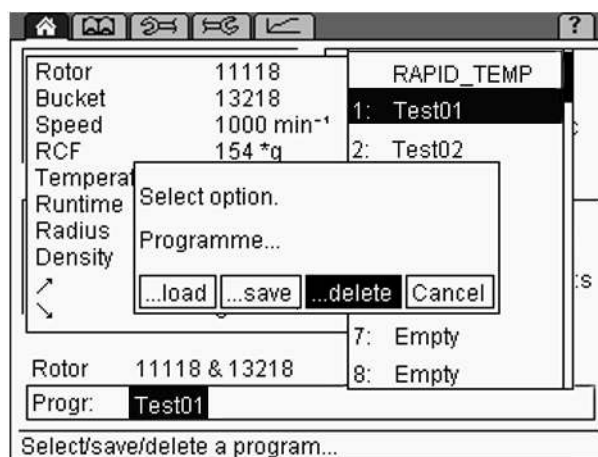 ?
Rotor 11118
Bucket 13218
Speed 1000 min⁻¹
RCF 154 *g
Temperat
Runtime
Radius
Density
RAPID_TEMP
1: Test01
2: Test02
Select option.
Programme...
...load ...save ...delete Cancel
:s
7: Empty
8: Empty
Rotor 11118 & 13218
Progr: Test01
Select/save/delete a program...